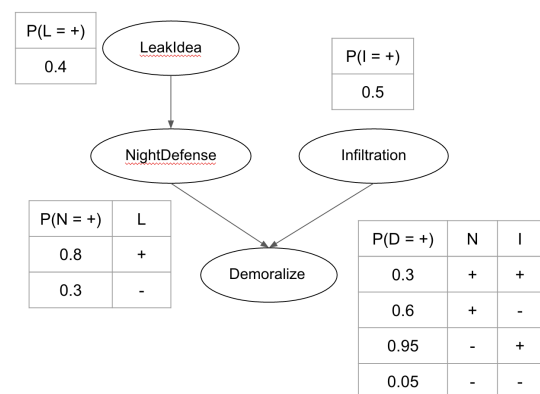 P(L = +)
0.4
LeakIdea
P(I = +)
0.5
NightDefense
Infiltration
P(N = +) L
0.8 +
0.3 -
Demoralize
P(D = +) N I
0.3 + +
0.6 + -
0.95 - +
0.05 - -